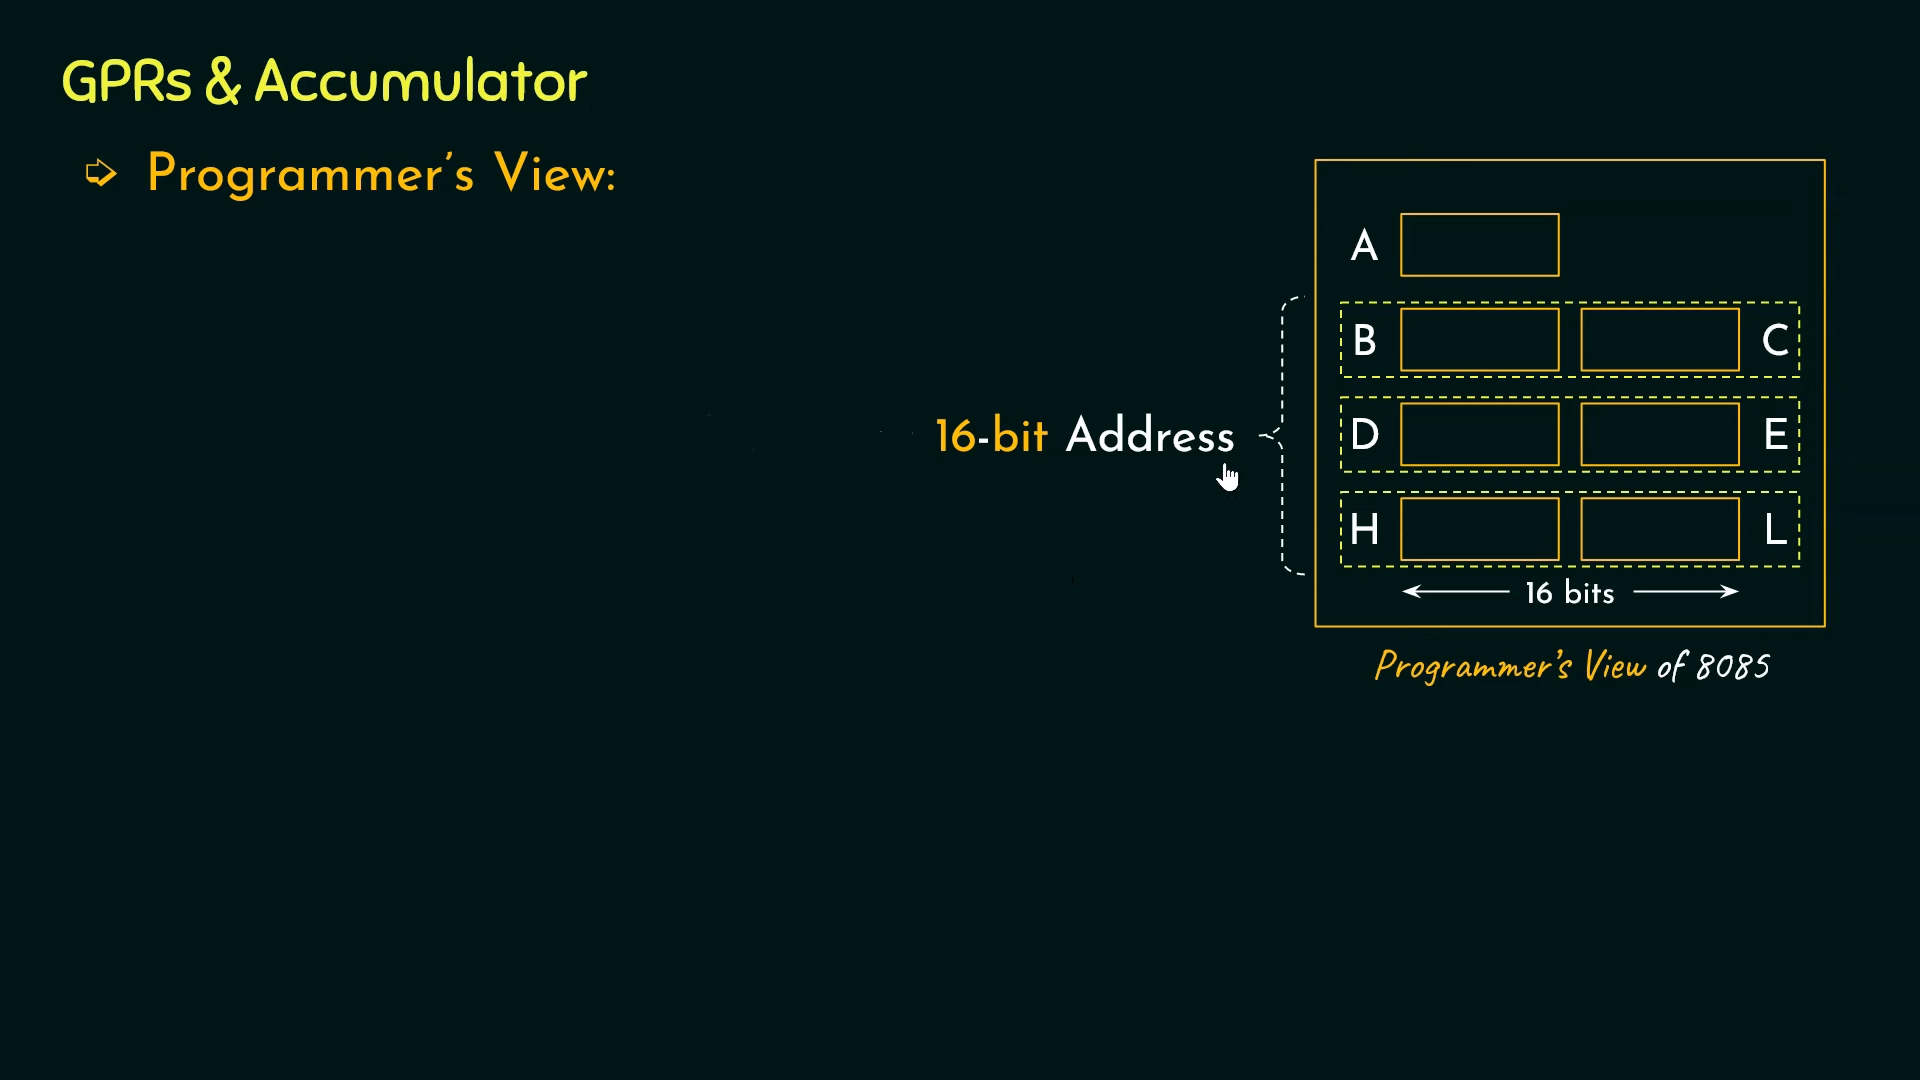 GPRs & Accumulator
➩ Programmer's View:
A
B C
16-bit Address
D E
H L
16 bits
Programmer's View of 8085